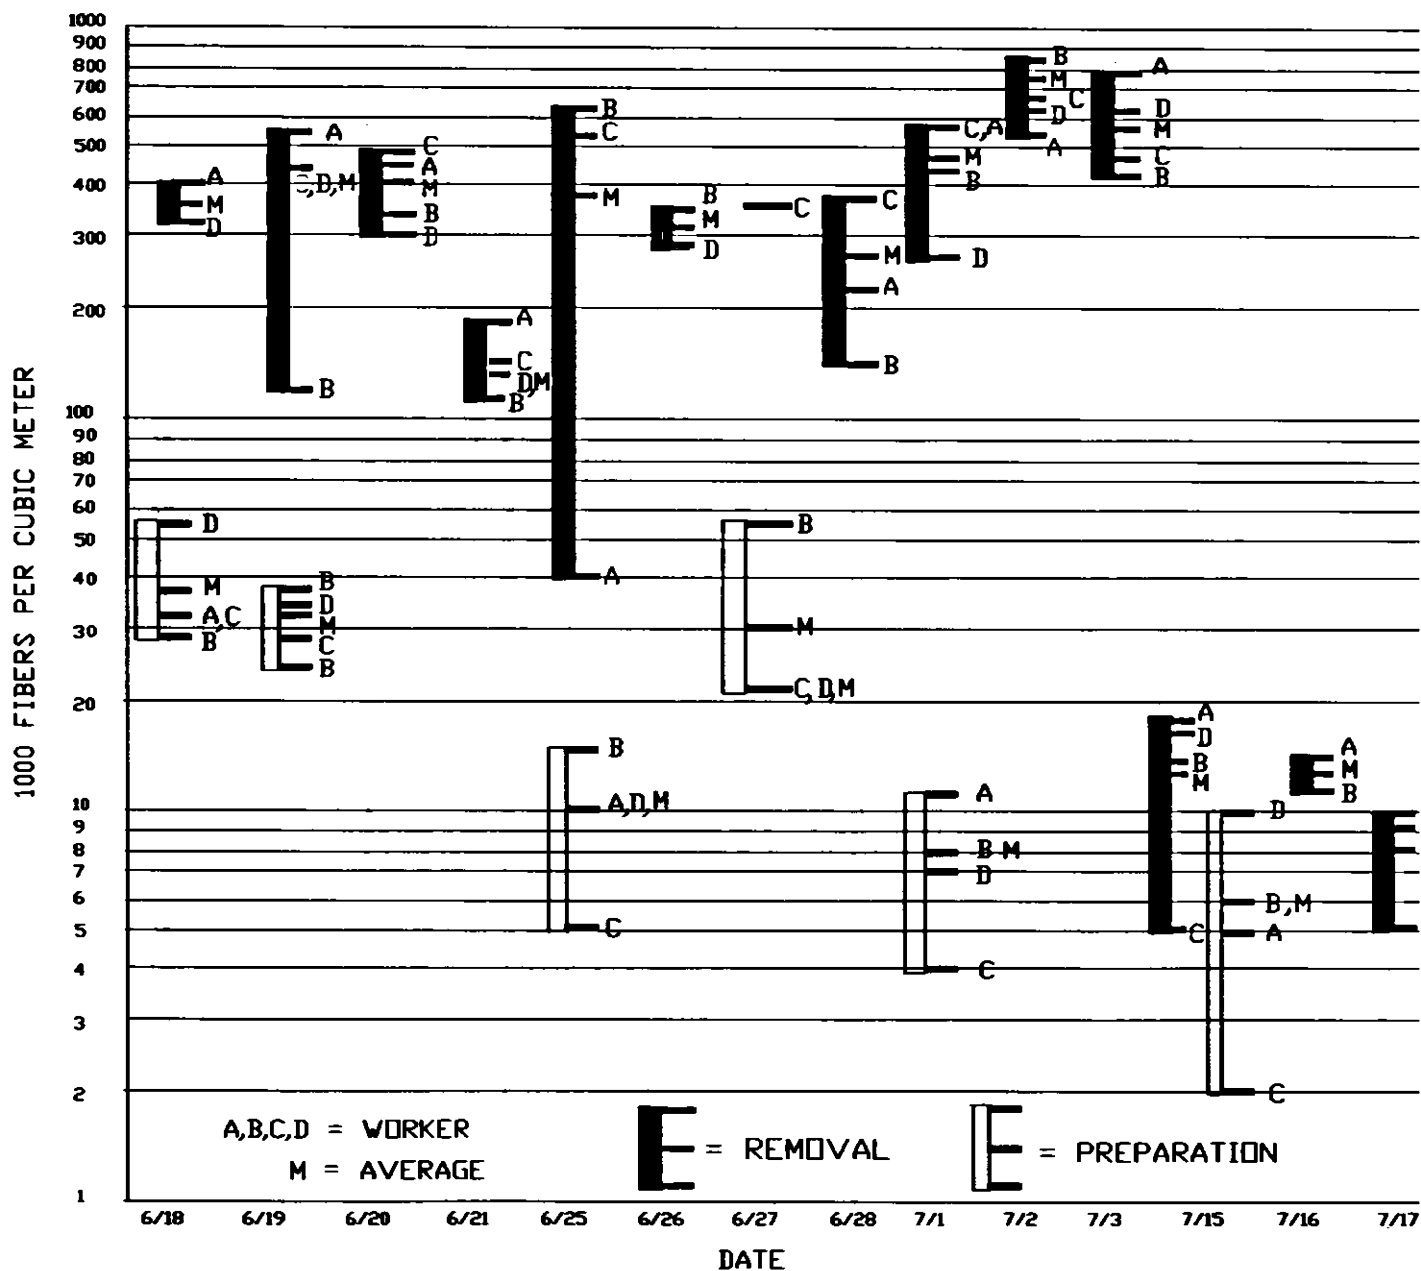 1000
900
800
700
600
500
400
300
200
100
90
80
70
60
50
40
30
20
10
9
8
7
6
5
4
3
2
1
1000 FIBERS PER CUBIC METER
A
M
D
D
M
A,C
B
A
C,D,M
B
B
D
M
C
B
C
A
M
B
D
A
C
D,M
B
B
C
M
A
B
A,D,M
C
B
M
D
C
B
M
C,D,M
C
M
A
B
C,A
M
B
D
A
B M
D
C
B
M
C
D
A
A
D
M
C
B
A
D
B
M
C
D
B,M
A
C
A
M
B
A,B,C,D = WORKER
M = AVERAGE
= REMOVAL
= PREPARATION
6/18 6/19 6/20 6/21 6/25 6/26 6/27 6/28 7/1 7/2 7/3 7/15 7/16 7/17
DATE